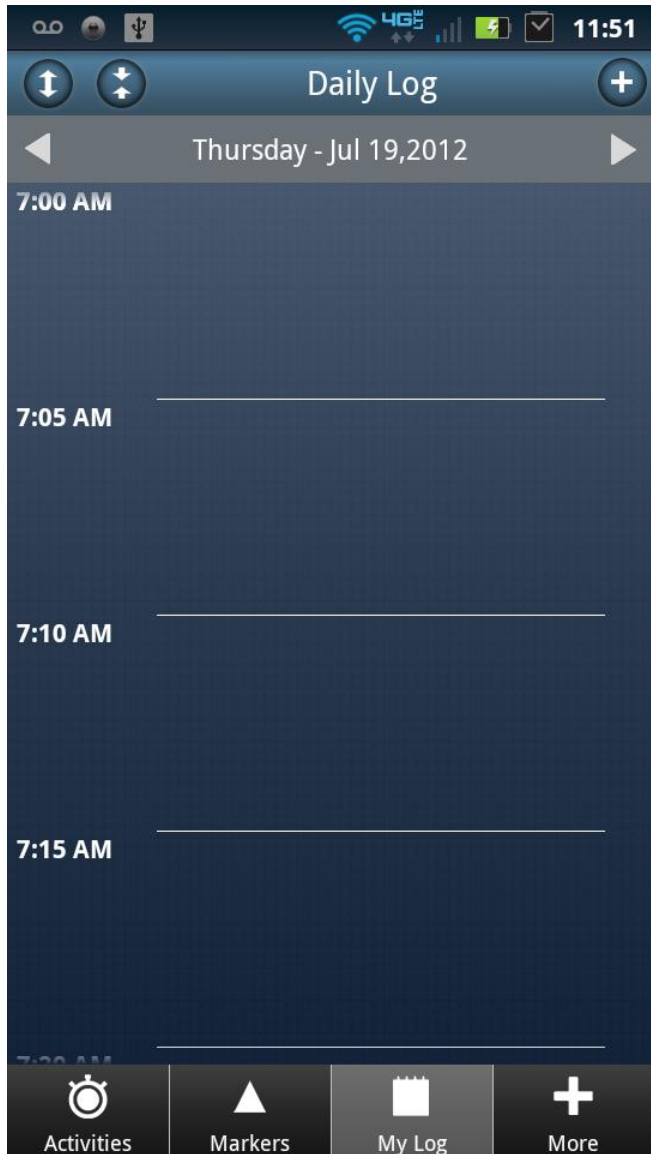 4G LTE 11:51
Daily Log
Thursday - Jul 19,2012
7:00 AM
7:05 AM
7:10 AM
7:15 AM
Activities Markers My Log More